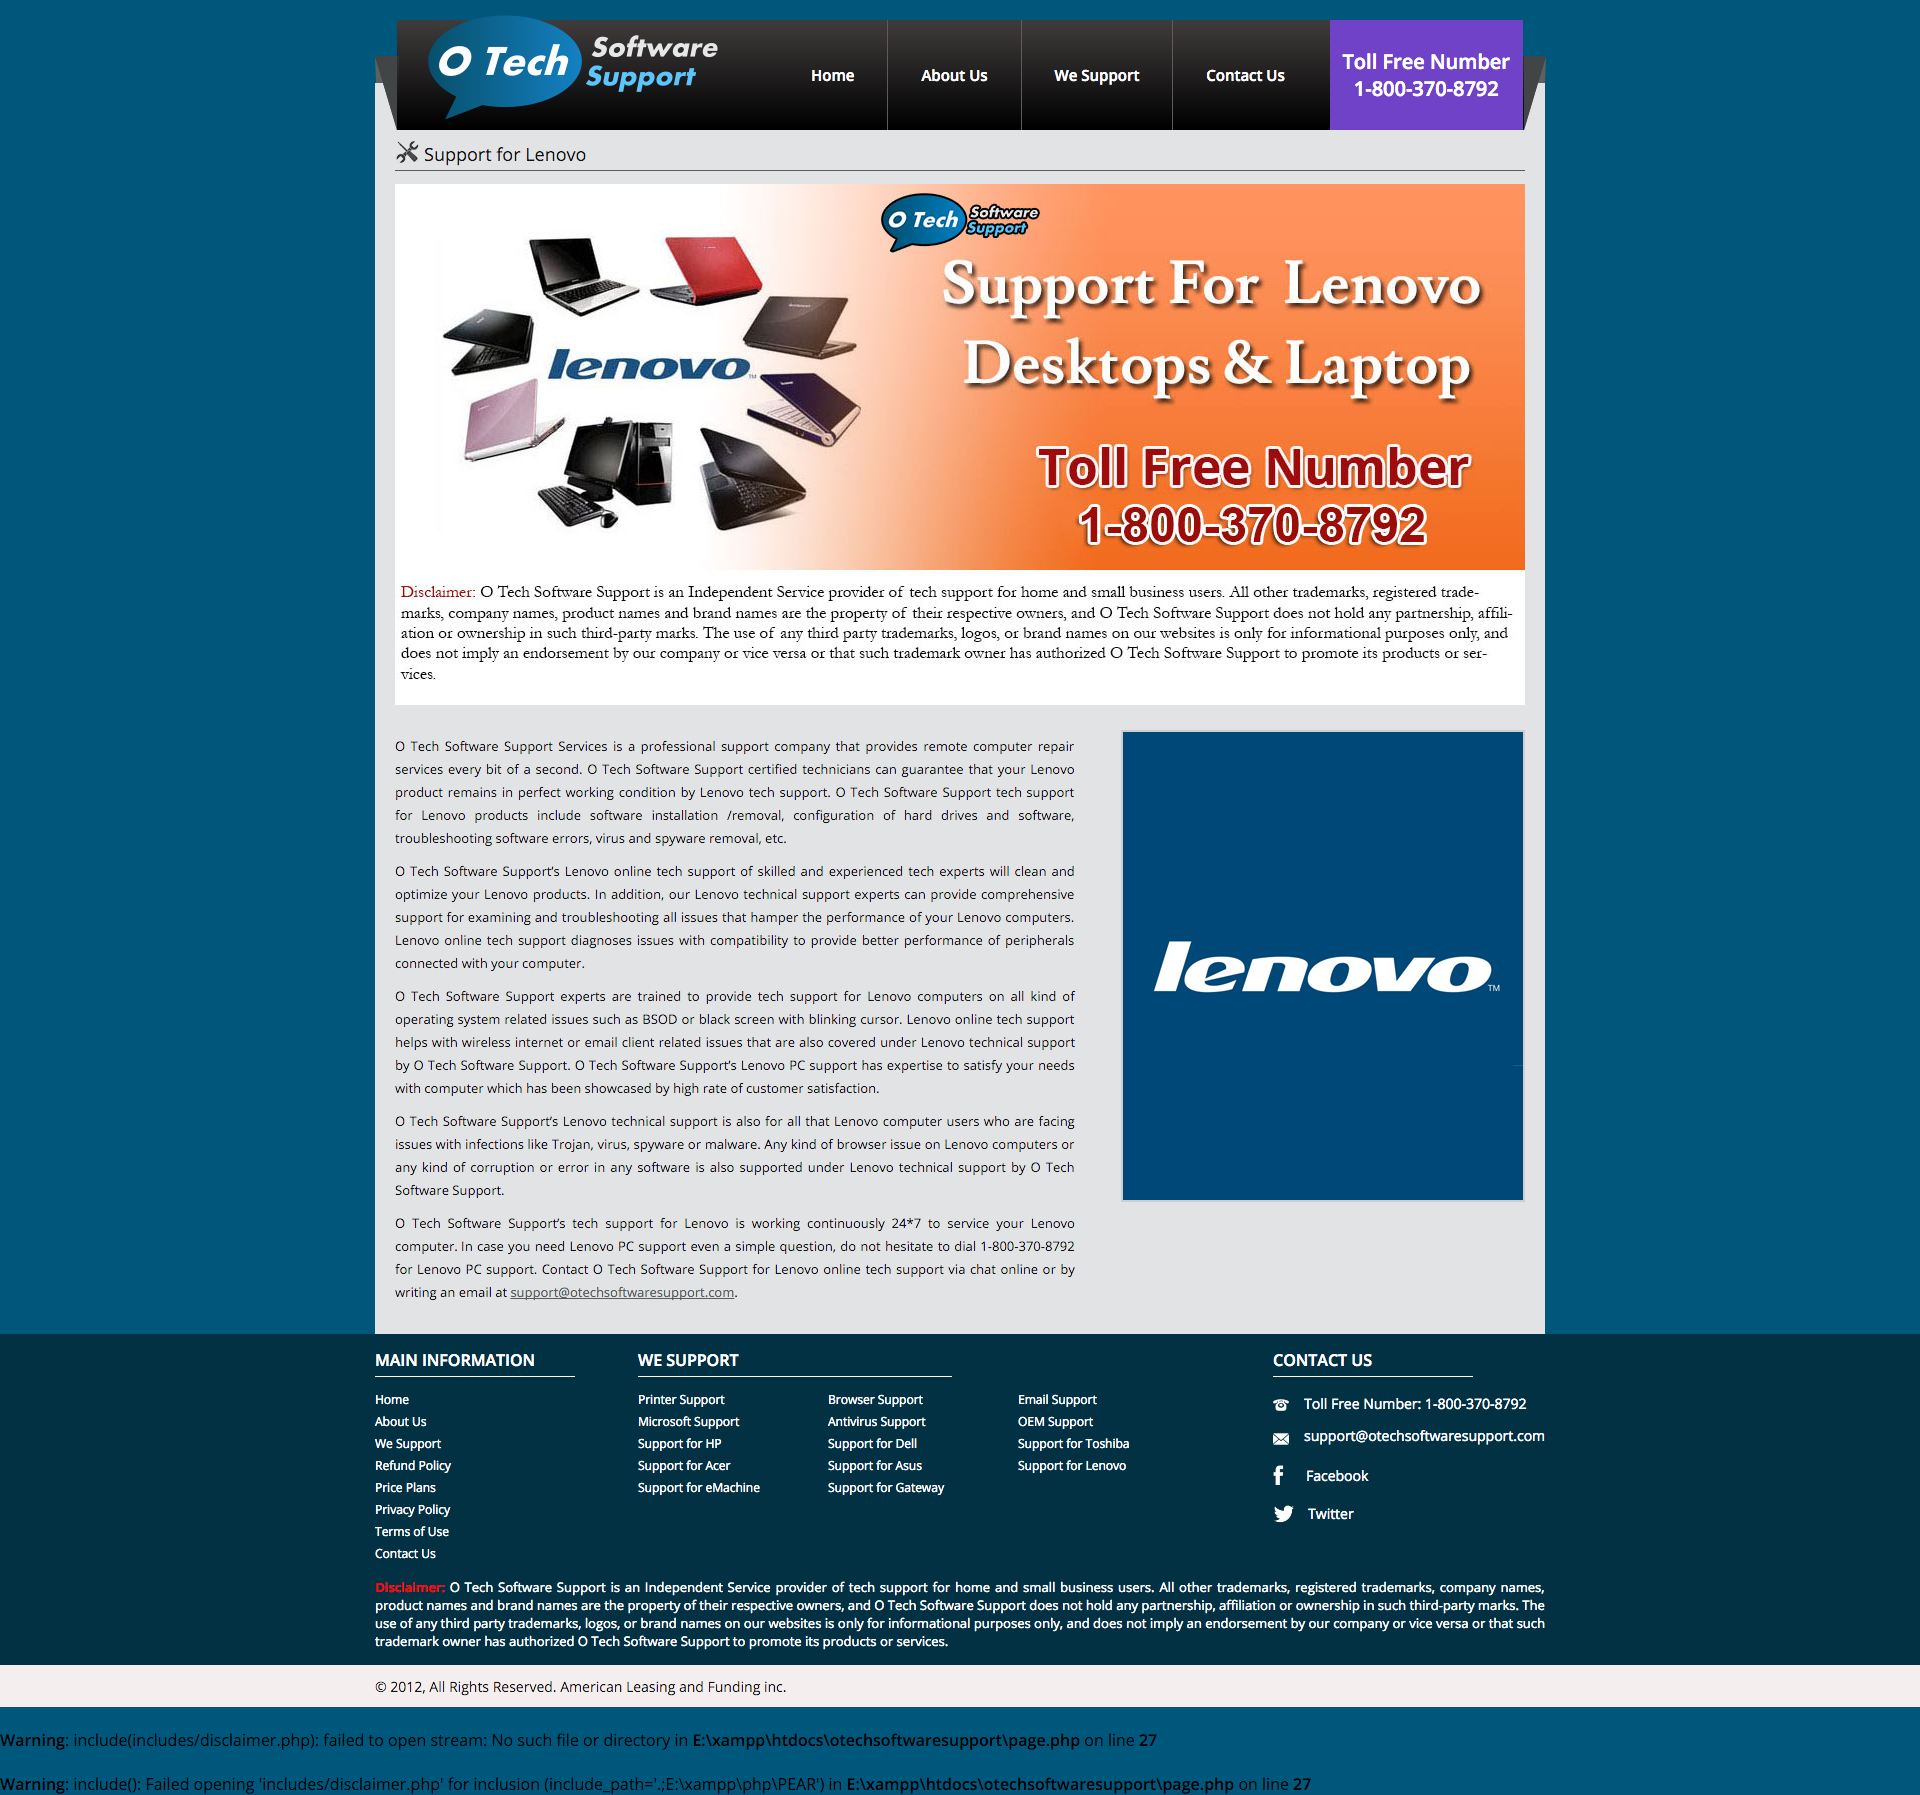 O Tech Software Support
Home
About Us
We Support
Contact Us
Toll Free Number
1-800-370-8792
Support for Lenovo
O Tech Software Support
Support For Lenovo
Desktops & Laptop
lenovo™
Toll Free Number
1-800-370-8792
Disclaimer: O Tech Software Support is an Independent Service provider of tech support for home and small business users. All other trademarks, registered trade-
marks, company names, product names and brand names are the property of their respective owners, and O Tech Software Support does not hold any partnership, affili-
ation or ownership in such third-party marks. The use of any third party trademarks, logos, or brand names on our websites is only for informational purposes only, and
does not imply an endorsement by our company or vice versa or that such trademark owner has authorized O Tech Software Support to promote its products or ser-
vices.
O Tech Software Support Services is a professional support company that provides remote computer repair
services every bit of a second. O Tech Software Support certified technicians can guarantee that your Lenovo
product remains in perfect working condition by Lenovo tech support. O Tech Software Support tech support
for Lenovo products include software installation /removal, configuration of hard drives and software,
troubleshooting software errors, virus and spyware removal, etc.
O Tech Software Support's Lenovo online tech support of skilled and experienced tech experts will clean and
optimize your Lenovo products. In addition, our Lenovo technical support experts can provide comprehensive
support for examining and troubleshooting all issues that hamper the performance of your Lenovo computers.
Lenovo online tech support diagnoses issues with compatibility to provide better performance of peripherals
connected with your computer.
O Tech Software Support experts are trained to provide tech support for Lenovo computers on all kind of
operating system related issues such as BSOD or black screen with blinking cursor. Lenovo online tech support
helps with wireless internet or email client related issues that are also covered under Lenovo technical support
by O Tech Software Support. O Tech Software Support's Lenovo PC support has expertise to satisfy your needs
with computer which has been showcased by high rate of customer satisfaction.
O Tech Software Support's Lenovo technical support is also for all that Lenovo computer users who are facing
issues with infections like Trojan, virus, spyware or malware. Any kind of browser issue on Lenovo computers or
any kind of corruption or error in any software is also supported under Lenovo technical support by O Tech
Software Support.
O Tech Software Support's tech support for Lenovo is working continuously 24*7 to service your Lenovo
computer. In case you need Lenovo PC support even a simple question, do not hesitate to dial 1-800-370-8792
for Lenovo PC support. Contact O Tech Software Support for Lenovo online tech support via chat online or by
writing an email at support@otechsoftwaresupport.com.
lenovo™
MAIN INFORMATION
Home
About Us
We Support
Refund Policy
Price Plans
Privacy Policy
Terms of Use
Contact Us
WE SUPPORT
Printer Support
Browser Support
Email Support
Microsoft Support
Antivirus Support
OEM Support
Support for HP
Support for Dell
Support for Toshiba
Support for Acer
Support for Asus
Support for Lenovo
Support for eMachine
Support for Gateway
CONTACT US
Toll Free Number: 1-800-370-8792
support@otechsoftwaresupport.com
Facebook
Twitter
Disclaimer: O Tech Software Support is an Independent Service provider of tech support for home and small business users. All other trademarks, registered trademarks, company names,
product names and brand names are the property of their respective owners, and O Tech Software Support does not hold any partnership, affiliation or ownership in such third-party marks. The
use of any third party trademarks, logos, or brand names on our websites is only for informational purposes only, and does not imply an endorsement by our company or vice versa or that such
trademark owner has authorized O Tech Software Support to promote its products or services.
© 2012, All Rights Reserved. American Leasing and Funding inc.
Warning: include(includes/disclaimer.php): failed to open stream: No such file or directory in E:\xampp\htdocs\otechsoftwaresupport\page.php on line 27
Warning: include(): Failed opening 'includes/disclaimer.php' for inclusion (include_path='.;E:\xampp\php\PEAR') in E:\xampp\htdocs\otechsoftwaresupport\page.php on line 27